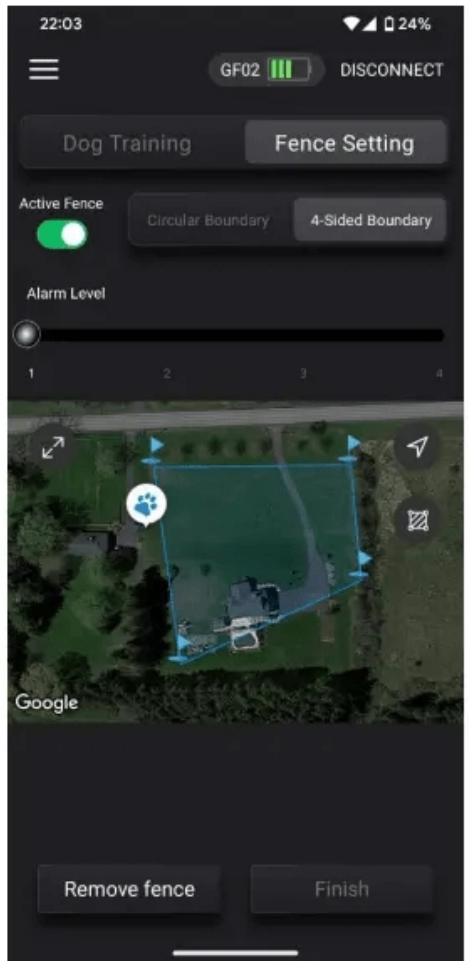 22:03
24%
GF02
DISCONNECT
Dog Training
Fence Setting
Active Fence
Circular Boundary
4-Sided Boundary
Alarm Level
1
2
3
4
Google
Remove fence
Finish